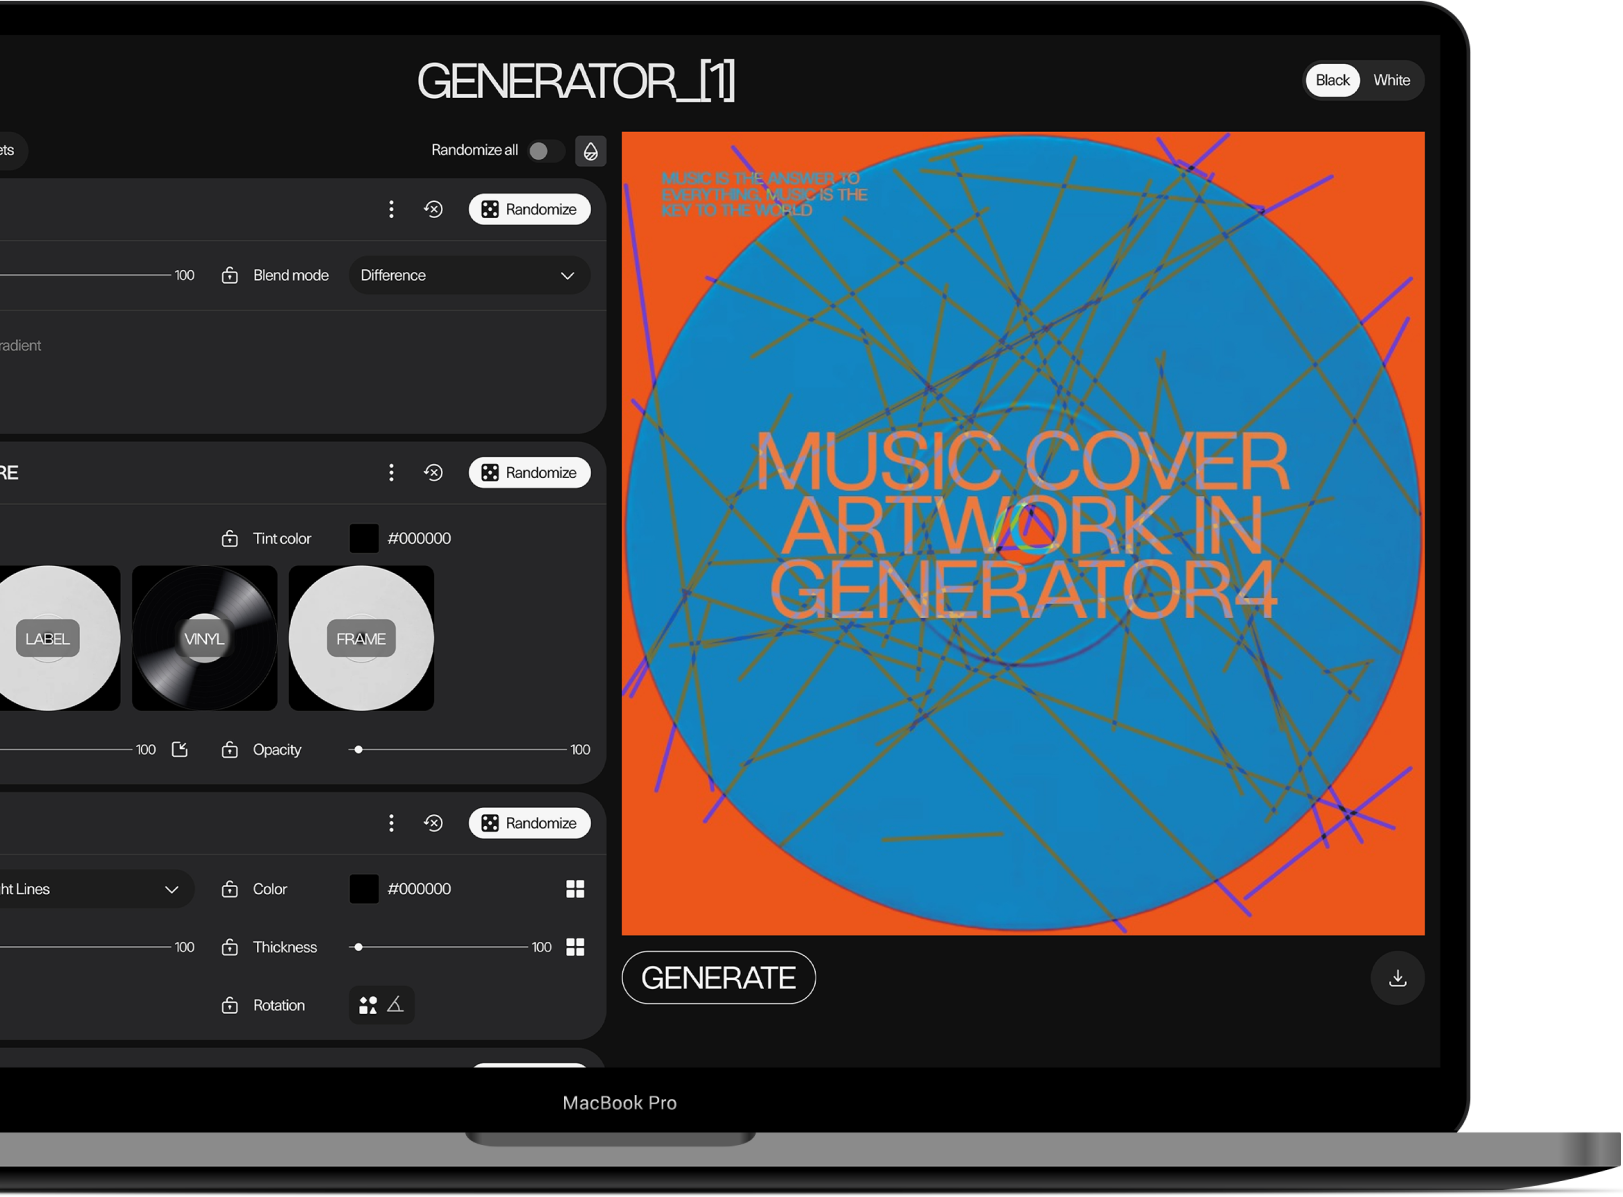 GENERATOR_[1]
Black White
ets
Randomize all
Randomize
100
Blend mode
Difference
radient
RE
Randomize
Tint color
#000000
LABEL
VINYL
FRAME
100
Opacity
100
Randomize
ht Lines
Color
#000000
100
Thickness
100
Rotation
MUSIC IS THE ANSWER TO
EVERYTHING, MUSIC IS THE
KEY TO THE WORLD
MUSIC COVER
ARTWORK IN
GENERATOR4
GENERATE
MacBook Pro